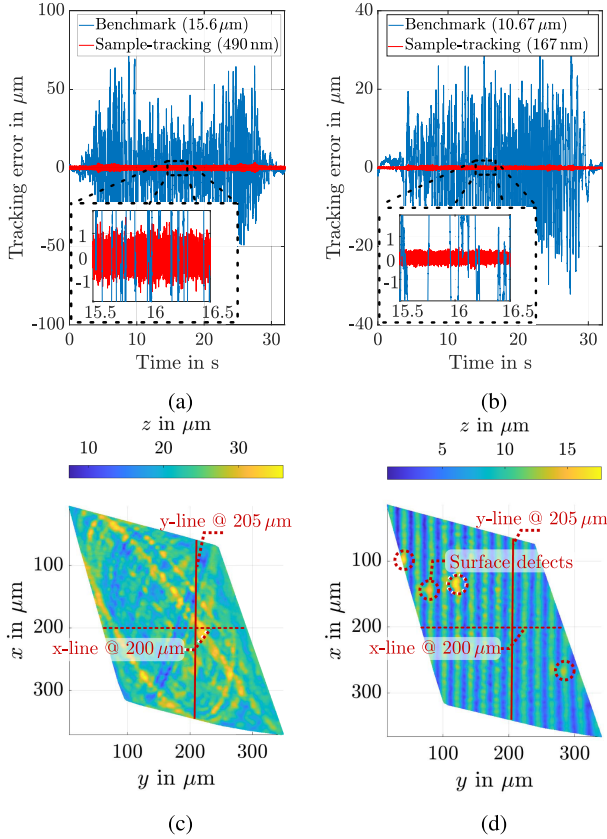 Benchmark (15.6 µm)
Sample-tracking (490 nm)
Tracking error in µm
100
50
0
-50
-100
1
0
-1
15.5 16 16.5
0 10 20 30
Time in s
(a)
Benchmark (10.67 µm)
Sample-tracking (167 nm)
Tracking error in µm
40
20
0
-20
-40
1
0
-1
15.5 16 16.5
0 10 20 30
Time in s
(b)
z in µm
10 20 30
y-line @ 205 µm
x-line @ 200 µm
x in µm
100
200
300
100 200 300
y in µm
(c)
z in µm
5 10 15
y-line @ 205 µm
Surface defects
x-line @ 200 µm
x in µm
100
200
300
100 200 300
y in µm
(d)